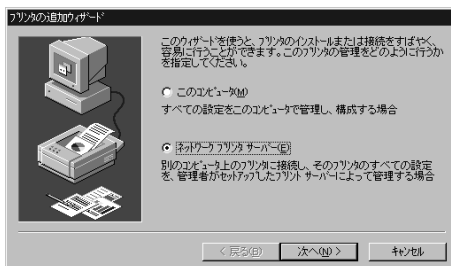 プリンタの追加ウィザード
このウィザードを使うと、プリンタのインストールまたは接続をすばやく、
容易に行うことができます。このプリンタの管理をどのように行うか
を指定してください。
このコンピュータ(M)
すべての設定をこのコンピュータで管理し、構成する場合
ネットワーク プリンタ サーバー(E)
別のコンピュータ上のプリンタに接続し、そのプリンタのすべての設定
を、管理者がセットアップしたプリント サーバーによって管理する場合
< 戻る(B)
次へ(N) >
キャンセル